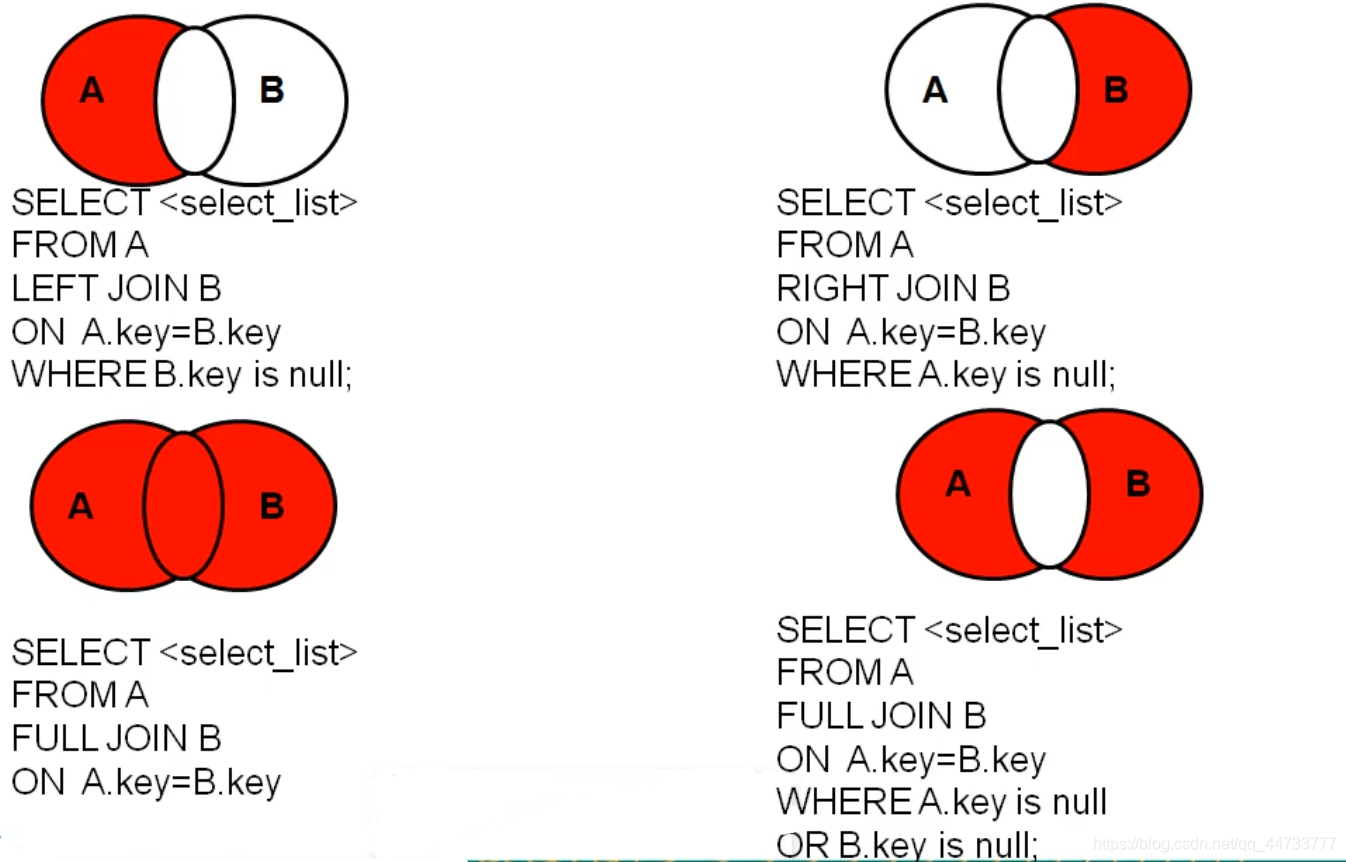 A B
SELECT <select_list>
FROM A
LEFT JOIN B
ON A.key=B.key
WHERE B.key is null;
A B
SELECT <select_list>
FROM A
RIGHT JOIN B
ON A.key=B.key
WHERE A.key is null;
A B
SELECT <select_list>
FROM A
FULL JOIN B
ON A.key=B.key
A B
SELECT <select_list>
FROM A
FULL JOIN B
ON A.key=B.key
WHERE A.key is null
OR B.key is null;
https://blog.csdn.net/qq_44733777